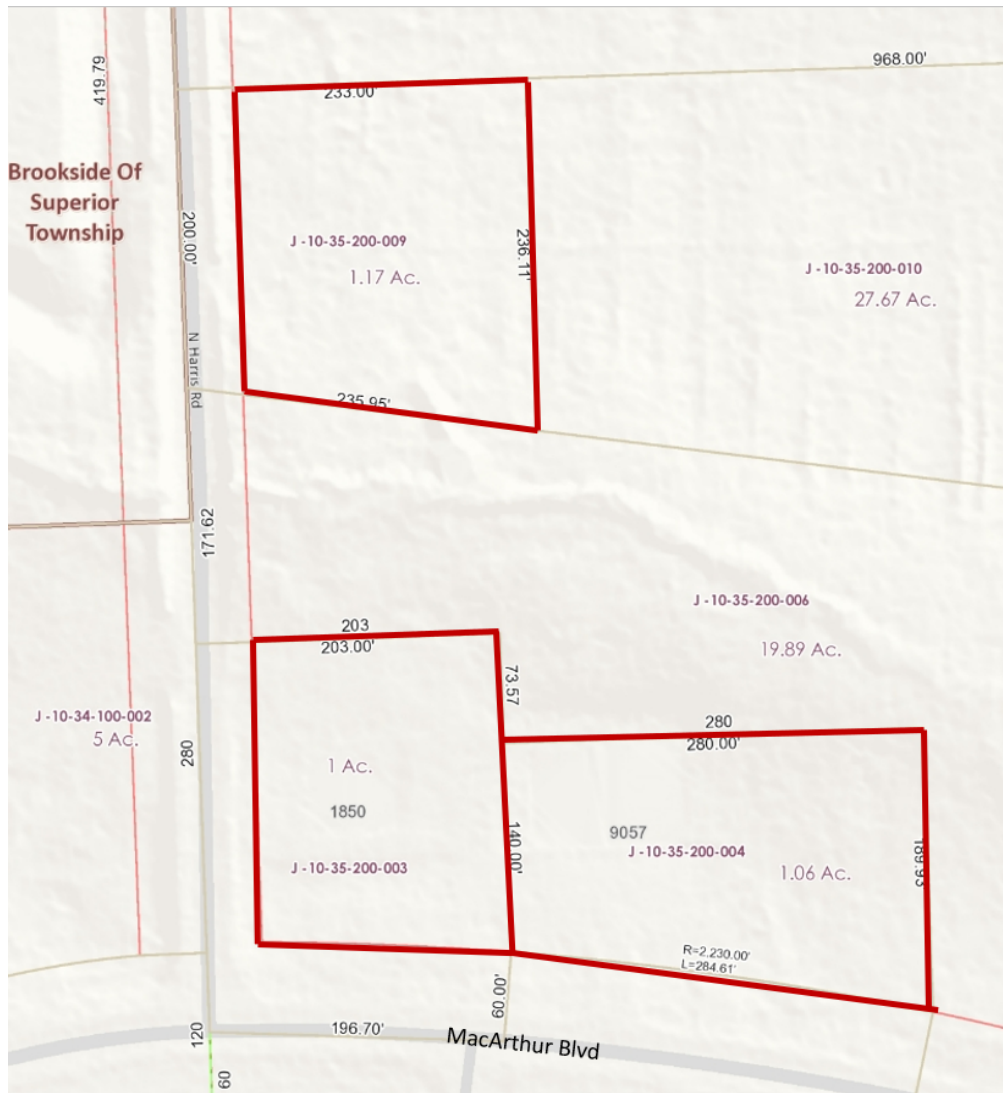 968.00'
419.79
233.00'
Brookside Of
Superior
Township
200.00'
J -10-35-200-009
1.17 Ac.
236.11'
J -10-35-200-010
27.67 Ac.
N Harris Rd
235.95'
171.62
J -10-35-200-006
19.89 Ac.
203
203.00'
73.57
J -10-34-100-002
5 Ac.
280
280
280.00'
1 Ac.
1850
J -10-35-200-003
140.00'
9057
J -10-35-200-004
1.06 Ac.
189.93
R=2,230.00'
L=284.61'
60.00'
196.70'
MacArthur Blvd
120
60